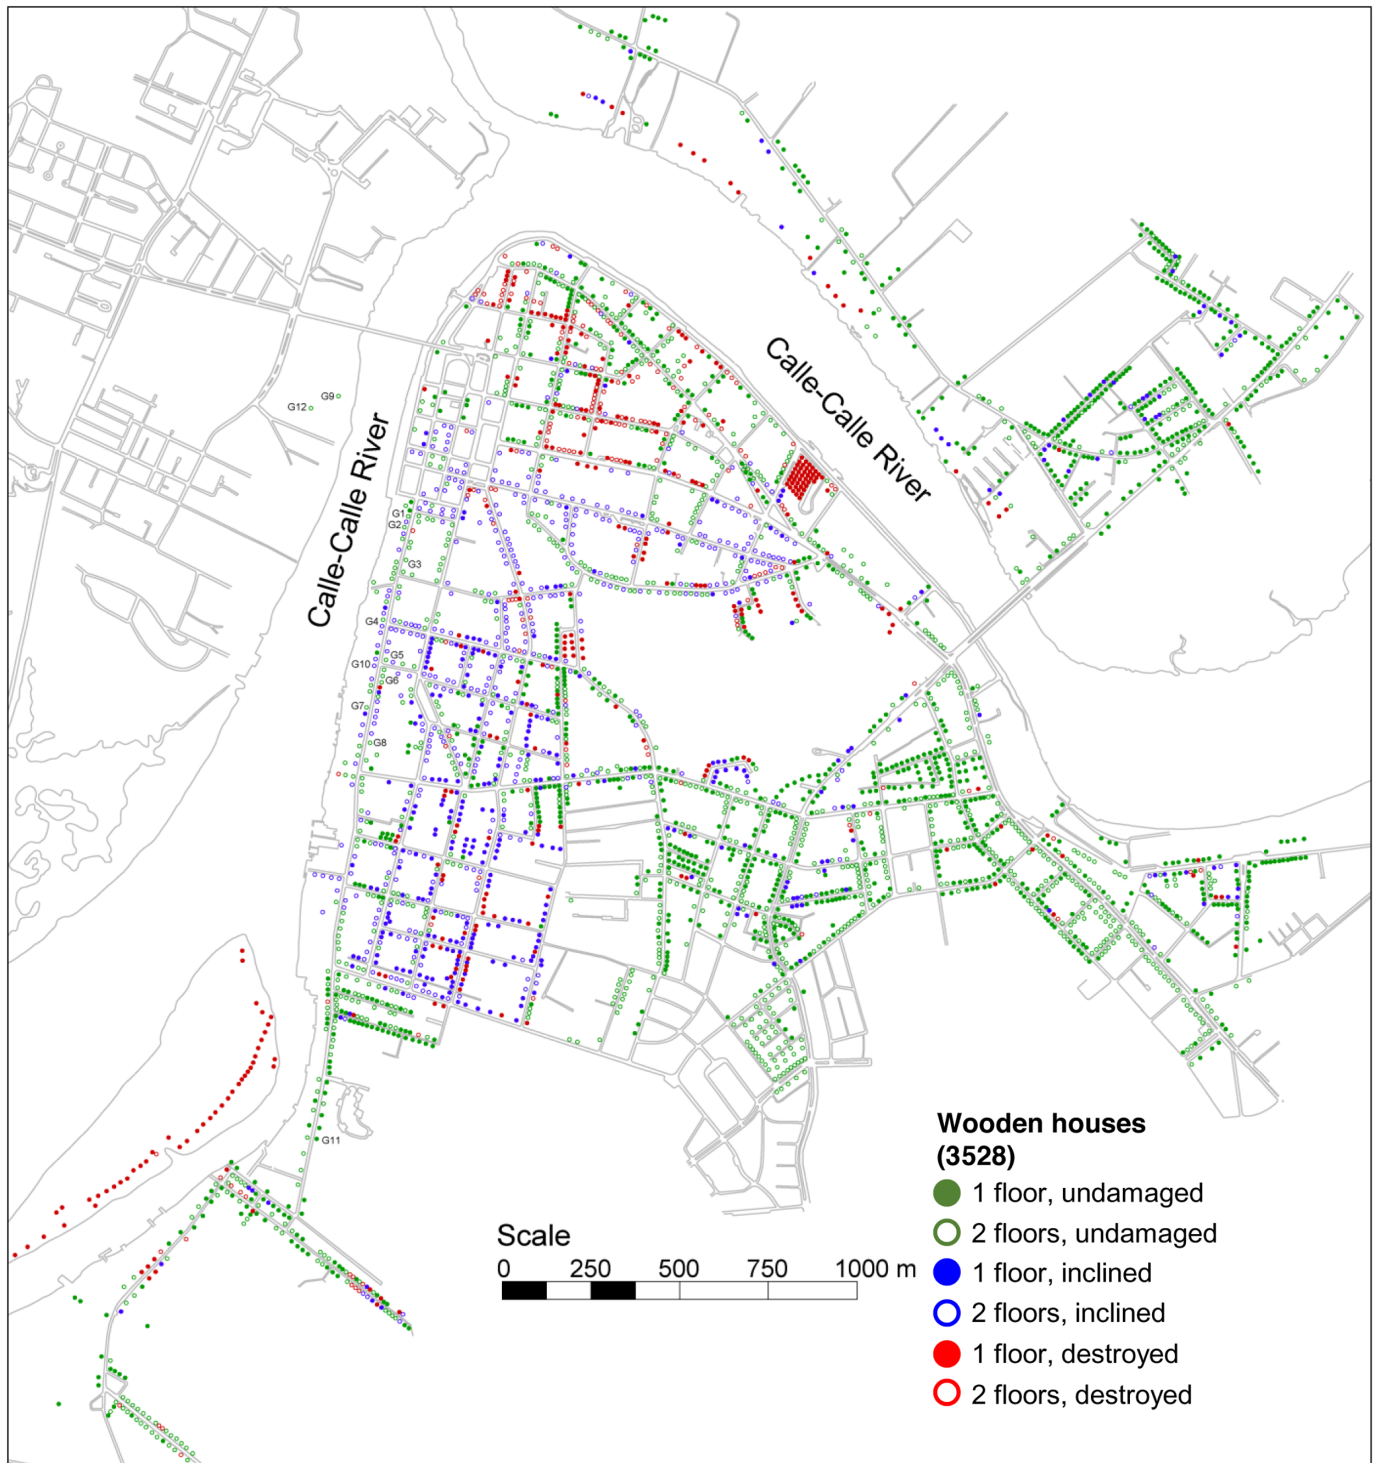 G9
G12
Calle-Calle River
Calle-Calle River
G1
G2
G3
G4
G5
G10
G6
G7
G8
G11
Wooden houses
(3528)
1 floor, undamaged
2 floors, undamaged
1 floor, inclined
2 floors, inclined
1 floor, destroyed
2 floors, destroyed
Scale
0 250 500 750 1000 m